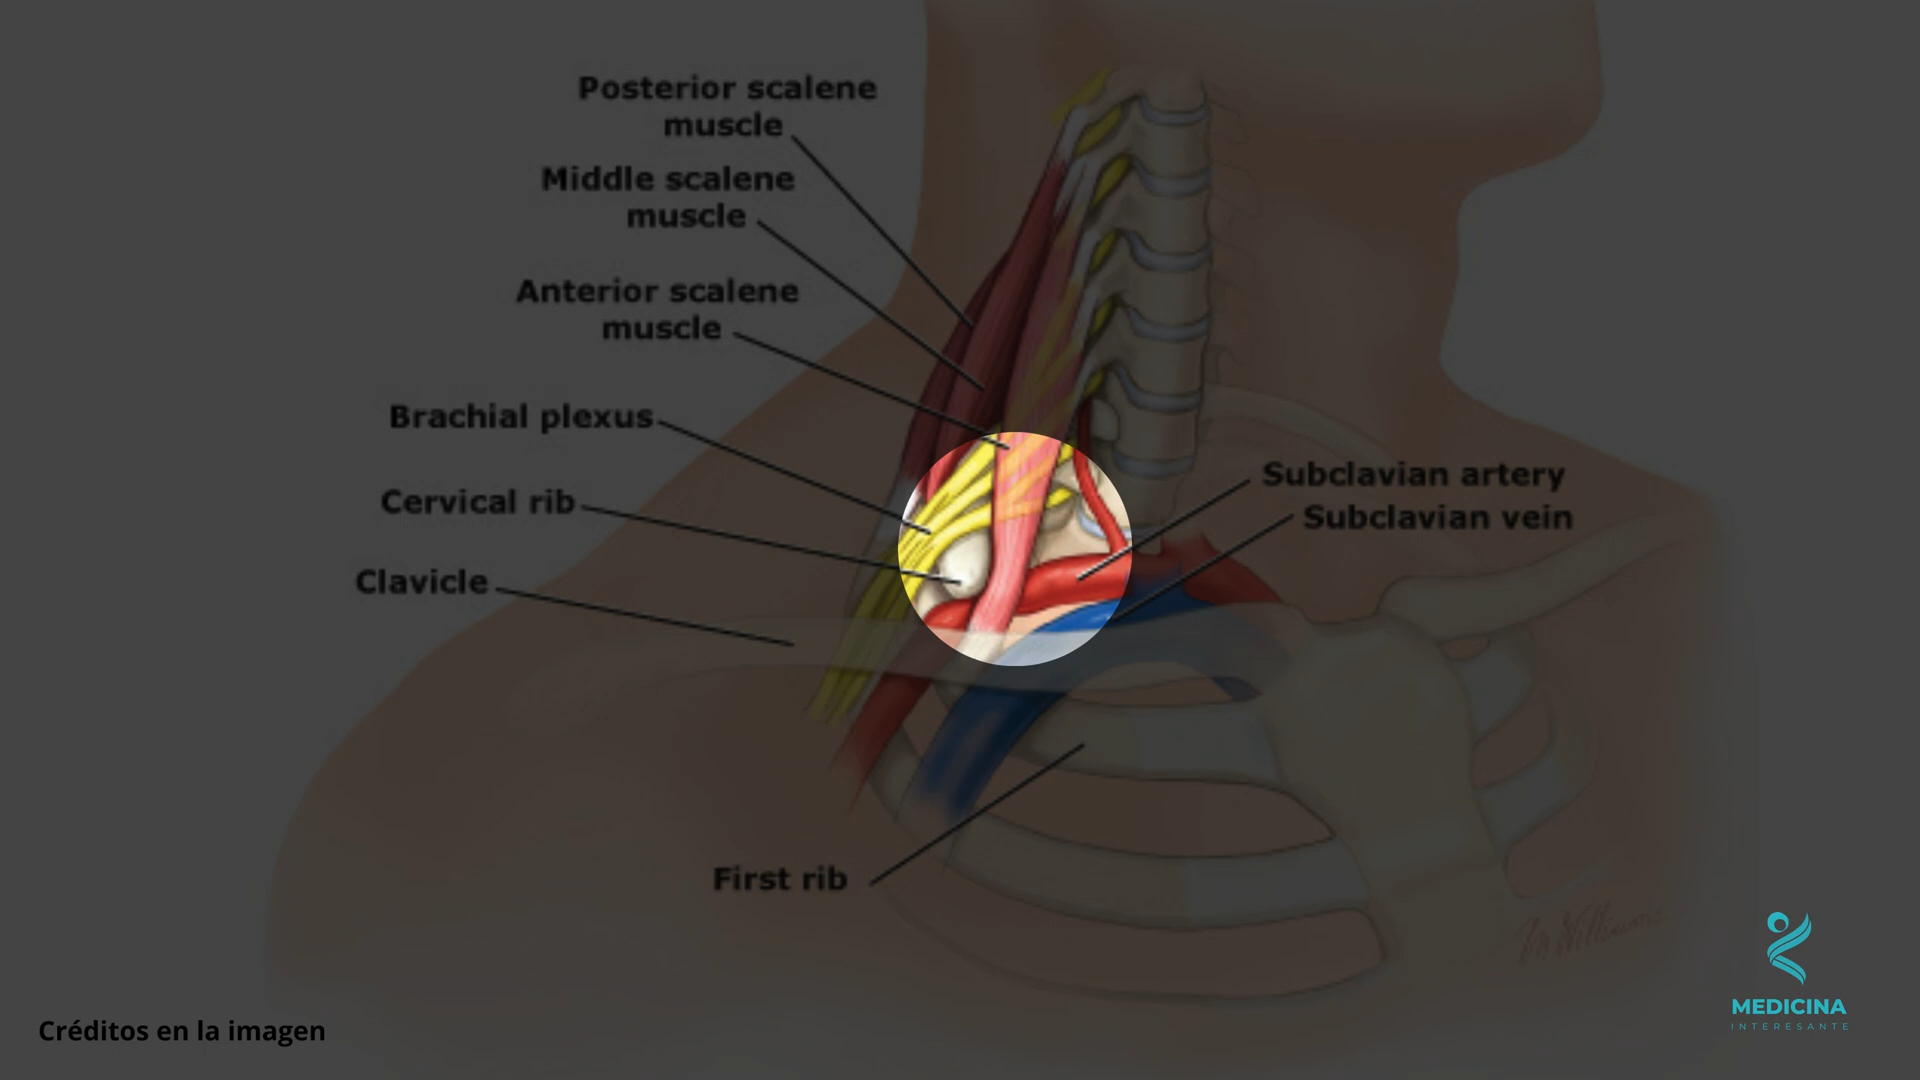 Posterior scalene
muscle
Middle scalene
muscle
Anterior scalene
muscle
Brachial plexus
Cervical rib
Clavicle
Subclavian artery
Subclavian vein
First rib
Créditos en la imagen
MEDICINA
INTERESANTE